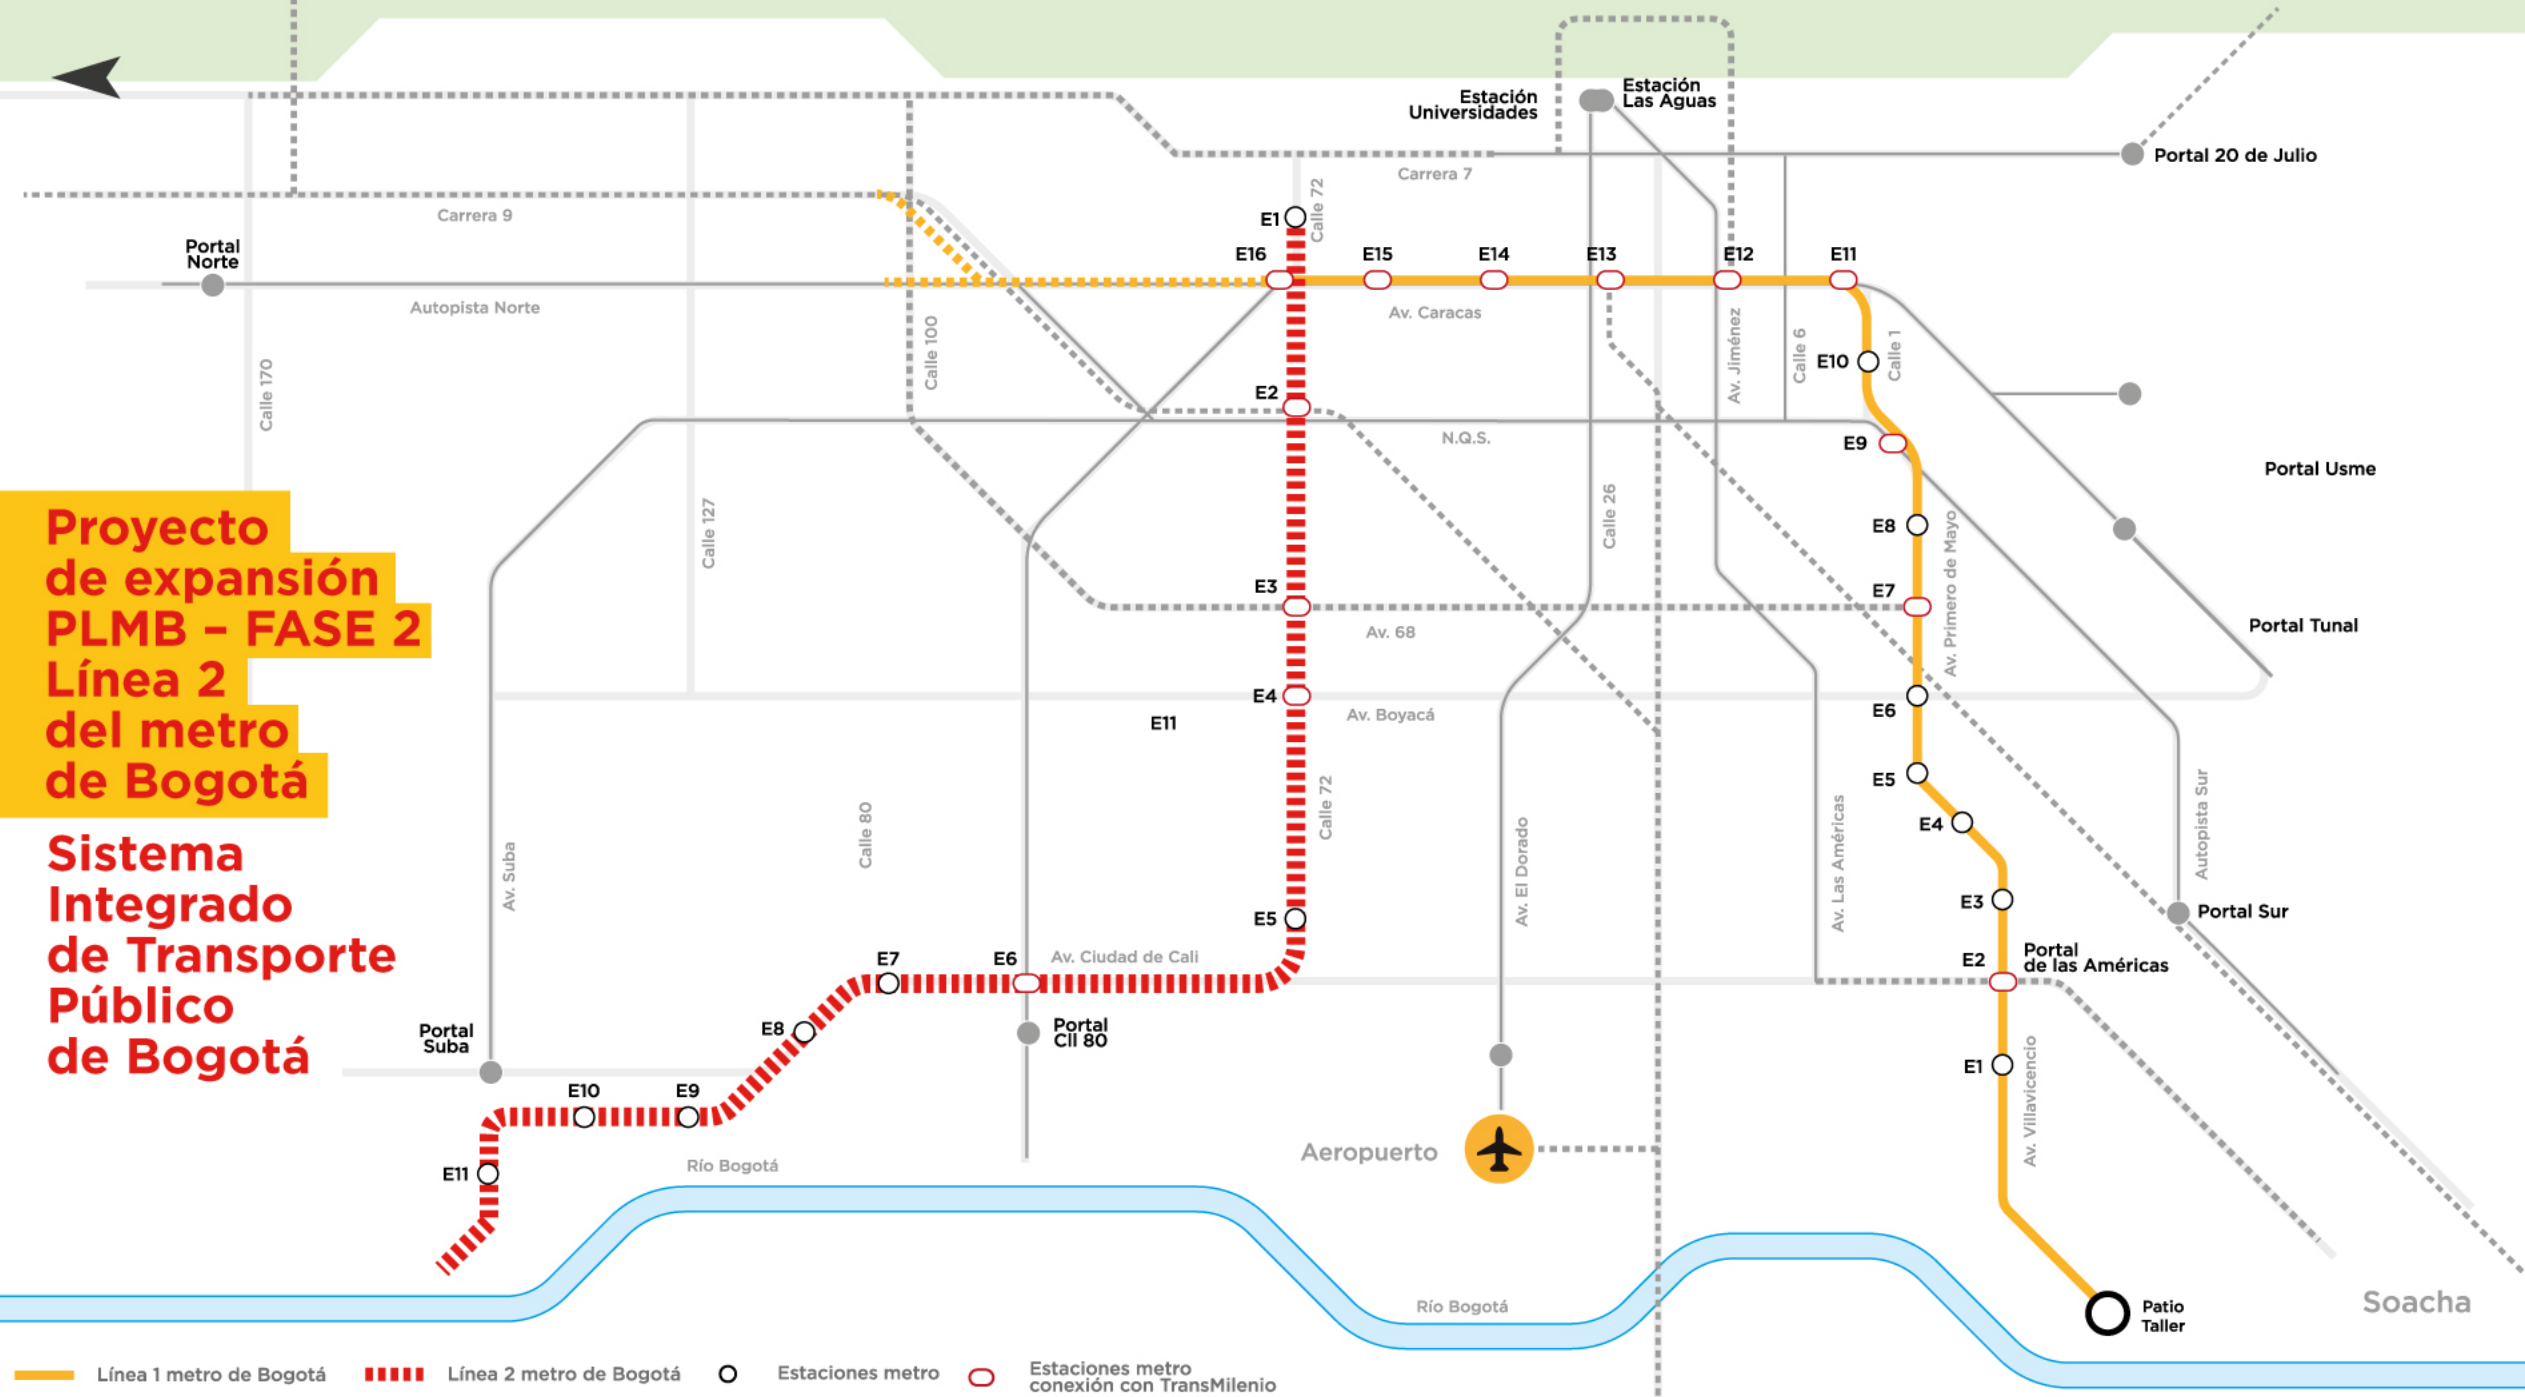 Estación
Universidades
Estación
Las Aguas
Portal 20 de Julio
Carrera 7
Calle 72
Carrera 9
E1
Portal
Norte
E16
E15
E14
E13
E12
E11
Autopista Norte
Av. Caracas
Calle 100
Calle 170
Av. Jiménez
Calle 6
Calle 1
E10
E2
N.Q.S.
E9
Portal Usme
Calle 127
Calle 26
E8
Av. Primero de Mayo
Proyecto
de expansión
PLMB – FASE 2
Línea 2
del metro
de Bogotá
E3
E7
Av. 68
Portal Tunal
E4
Av. Boyacá
E11
E6
E5
Calle 80
Calle 72
Av. Suba
Av. El Dorado
Av. Las Américas
E4
Autopista Sur
Sistema
Integrado
de Transporte
Público
de Bogotá
E3
Portal Sur
E5
E7
E6
Av. Ciudad de Cali
E2
Portal
de las Américas
Portal
Suba
E8
Portal
Cll 80
E1
Av. Villavicencio
E10
E9
E11
Río Bogotá
Aeropuerto
Río Bogotá
Soacha
Patio
Taller
Línea 1 metro de Bogotá
Línea 2 metro de Bogotá
Estaciones metro
Estaciones metro
conexión con TransMilenio